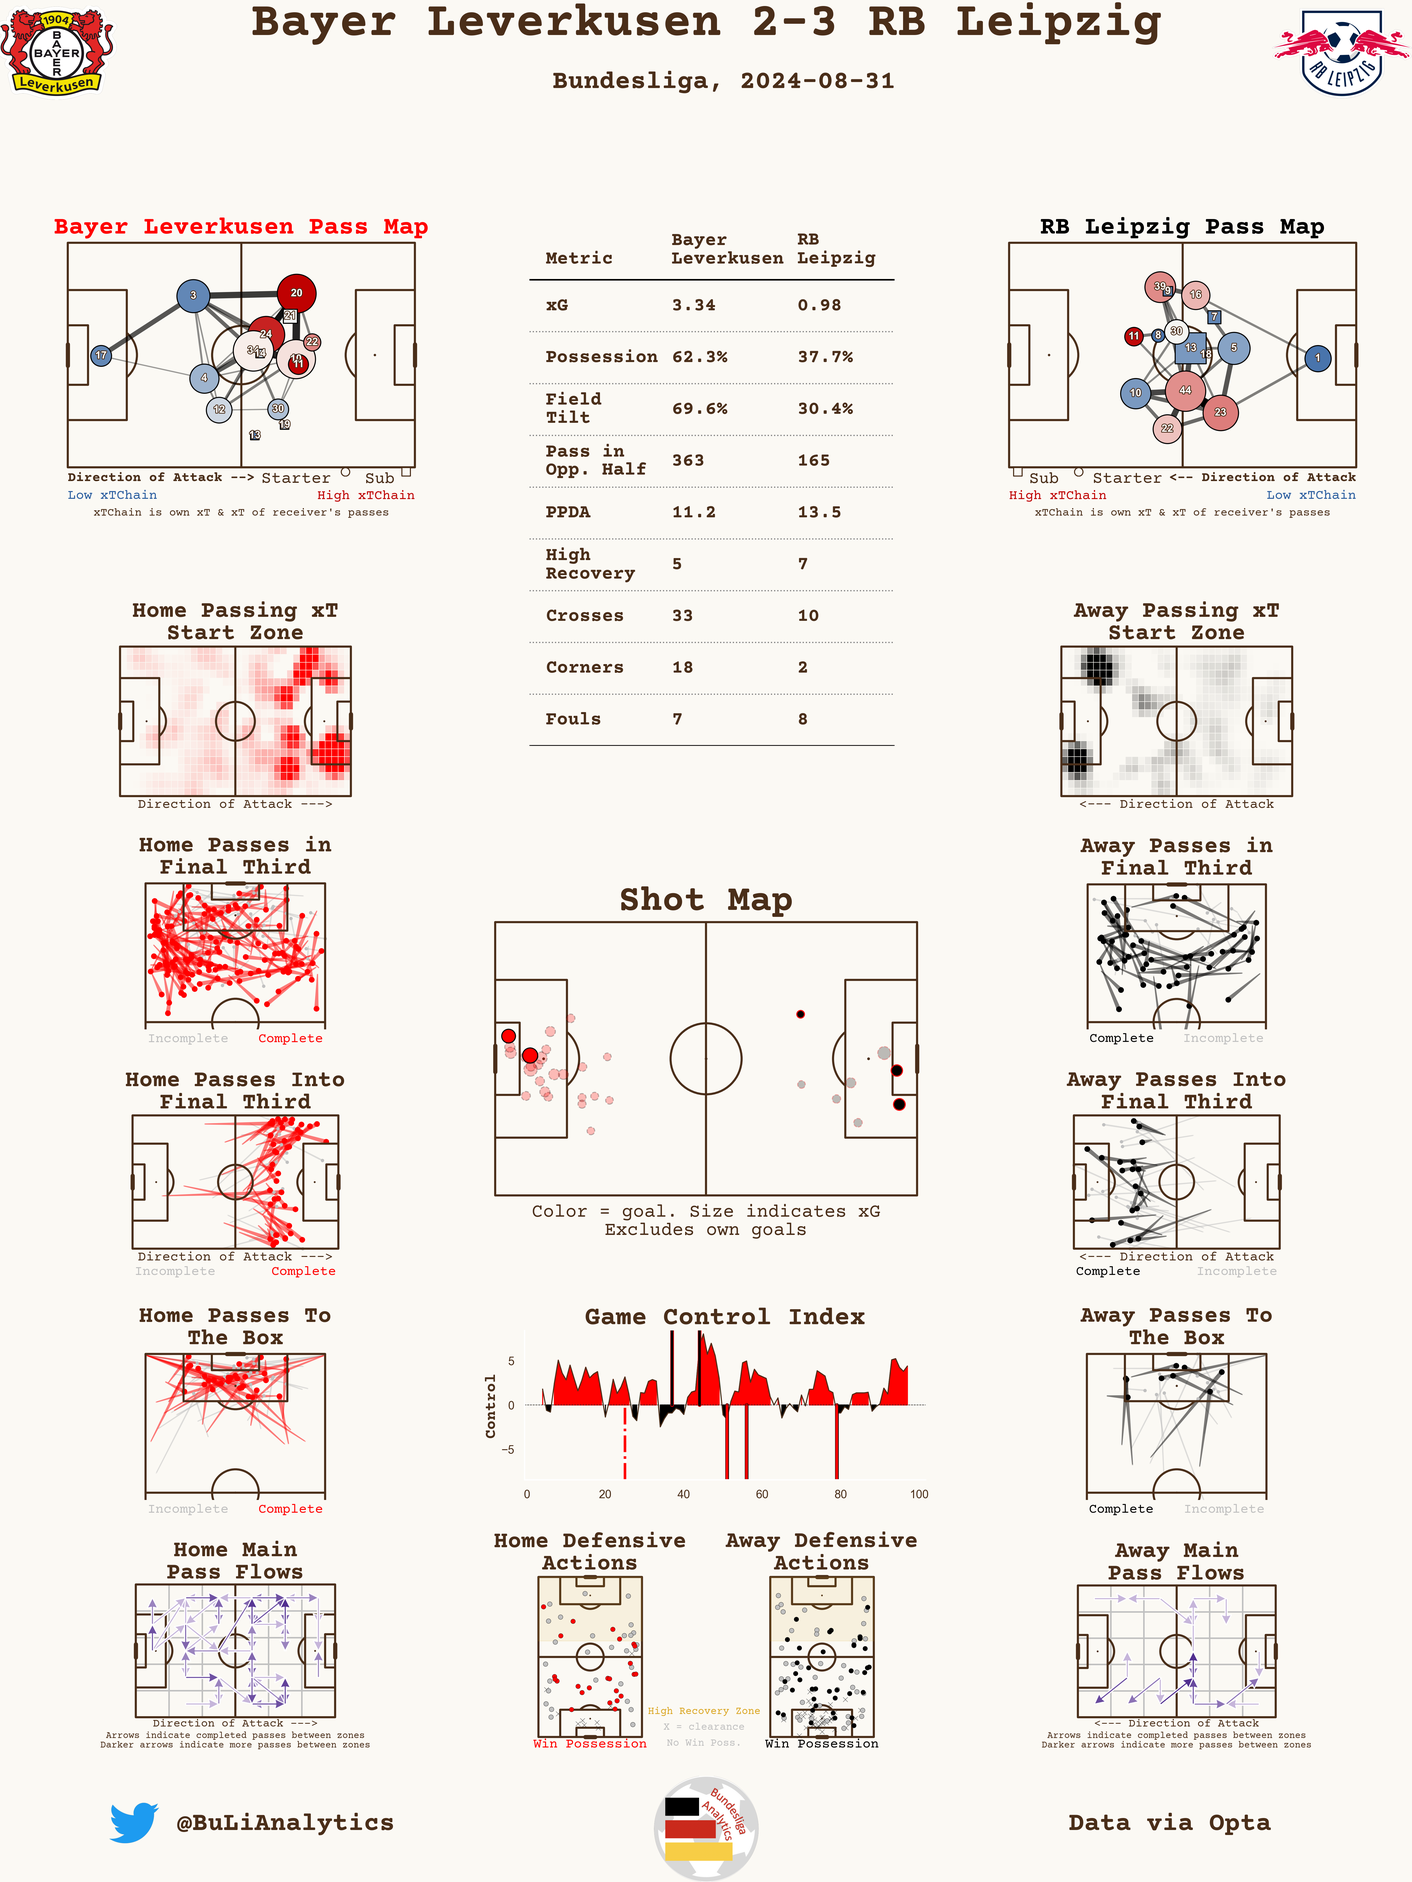 Bayer Leverkusen 2-3 RB Leipzig
Bundesliga, 2024-08-31
1904
BAYER
BAYER
Leverkusen
RB LEIPZIG
Bayer Leverkusen Pass Map
3
20
21
24
22
34
14
10
11
17
4
12
30
19
13
Direction of Attack --> Starter Sub
Low xTChain High xTChain
xTChain is own xT & xT of receiver's passes
Metric Bayer Leverkusen RB Leipzig
xG 3.34 0.98
Possession 62.3% 37.7%
Field Tilt 69.6% 30.4%
Pass in Opp. Half 363 165
PPDA 11.2 13.5
High Recovery 5 7
Crosses 33 10
Corners 18 2
Fouls 7 8
RB Leipzig Pass Map
39
9
16
7
30
11
8
13
18
5
1
10
44
23
22
Sub Starter <-- Direction of Attack
High xTChain Low xTChain
xTChain is own xT & xT of receiver's passes
Home Passing xT
Start Zone
Direction of Attack --->
Away Passing xT
Start Zone
<--- Direction of Attack
Home Passes in
Final Third
Incomplete Complete
Away Passes in
Final Third
Complete Incomplete
Shot Map
Color = goal. Size indicates xG
Excludes own goals
Home Passes Into
Final Third
Direction of Attack --->
Incomplete Complete
Away Passes Into
Final Third
<--- Direction of Attack
Complete Incomplete
Home Passes To
The Box
Incomplete Complete
Game Control Index
Control
5
0
−5
0 20 40 60 80 100
Away Passes To
The Box
Complete Incomplete
Home Main
Pass Flows
Direction of Attack --->
Arrows indicate completed passes between zones
Darker arrows indicate more passes between zones
Home Defensive
Actions
Win Possession
High Recovery Zone
X = clearance
No Win Poss.
Away Defensive
Actions
Win Possession
Away Main
Pass Flows
<--- Direction of Attack
Arrows indicate completed passes between zones
Darker arrows indicate more passes between zones
@BuLiAnalytics
Bundesliga
Analytics
Data via Opta